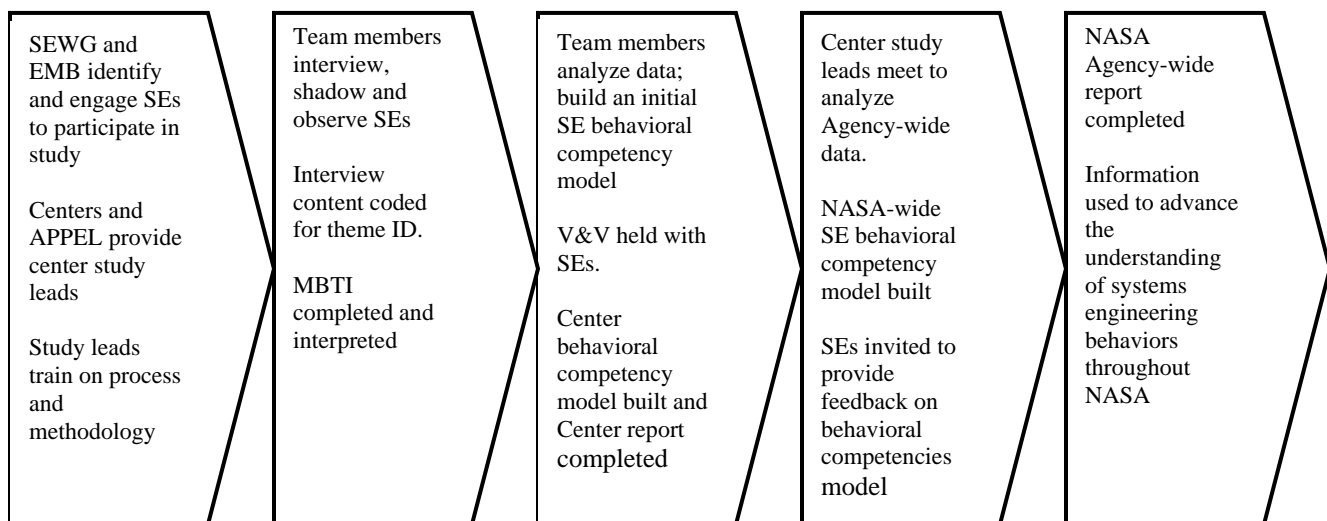 SEWG and
EMB identify
and engage SEs
to participate in
study
Centers and
APPEL provide
center study
leads
Study leads
train on process
and
methodology
Team members
interview,
shadow and
observe SEs
Interview
content coded
for theme ID.
MBTI
completed and
interpreted
Team members
analyze data;
build an initial
SE behavioral
competency
model
V&V held with
SEs.
Center
behavioral
competency
model built and
Center report
completed
Center study
leads meet to
analyze
Agency-wide
data.
NASA-wide
SE behavioral
competency
model built
SEs invited to
provide
feedback on
behavioral
competencies
model
NASA
Agency-wide
report
completed
Information
used to advance
the
understanding
of systems
engineering
behaviors
throughout
NASA